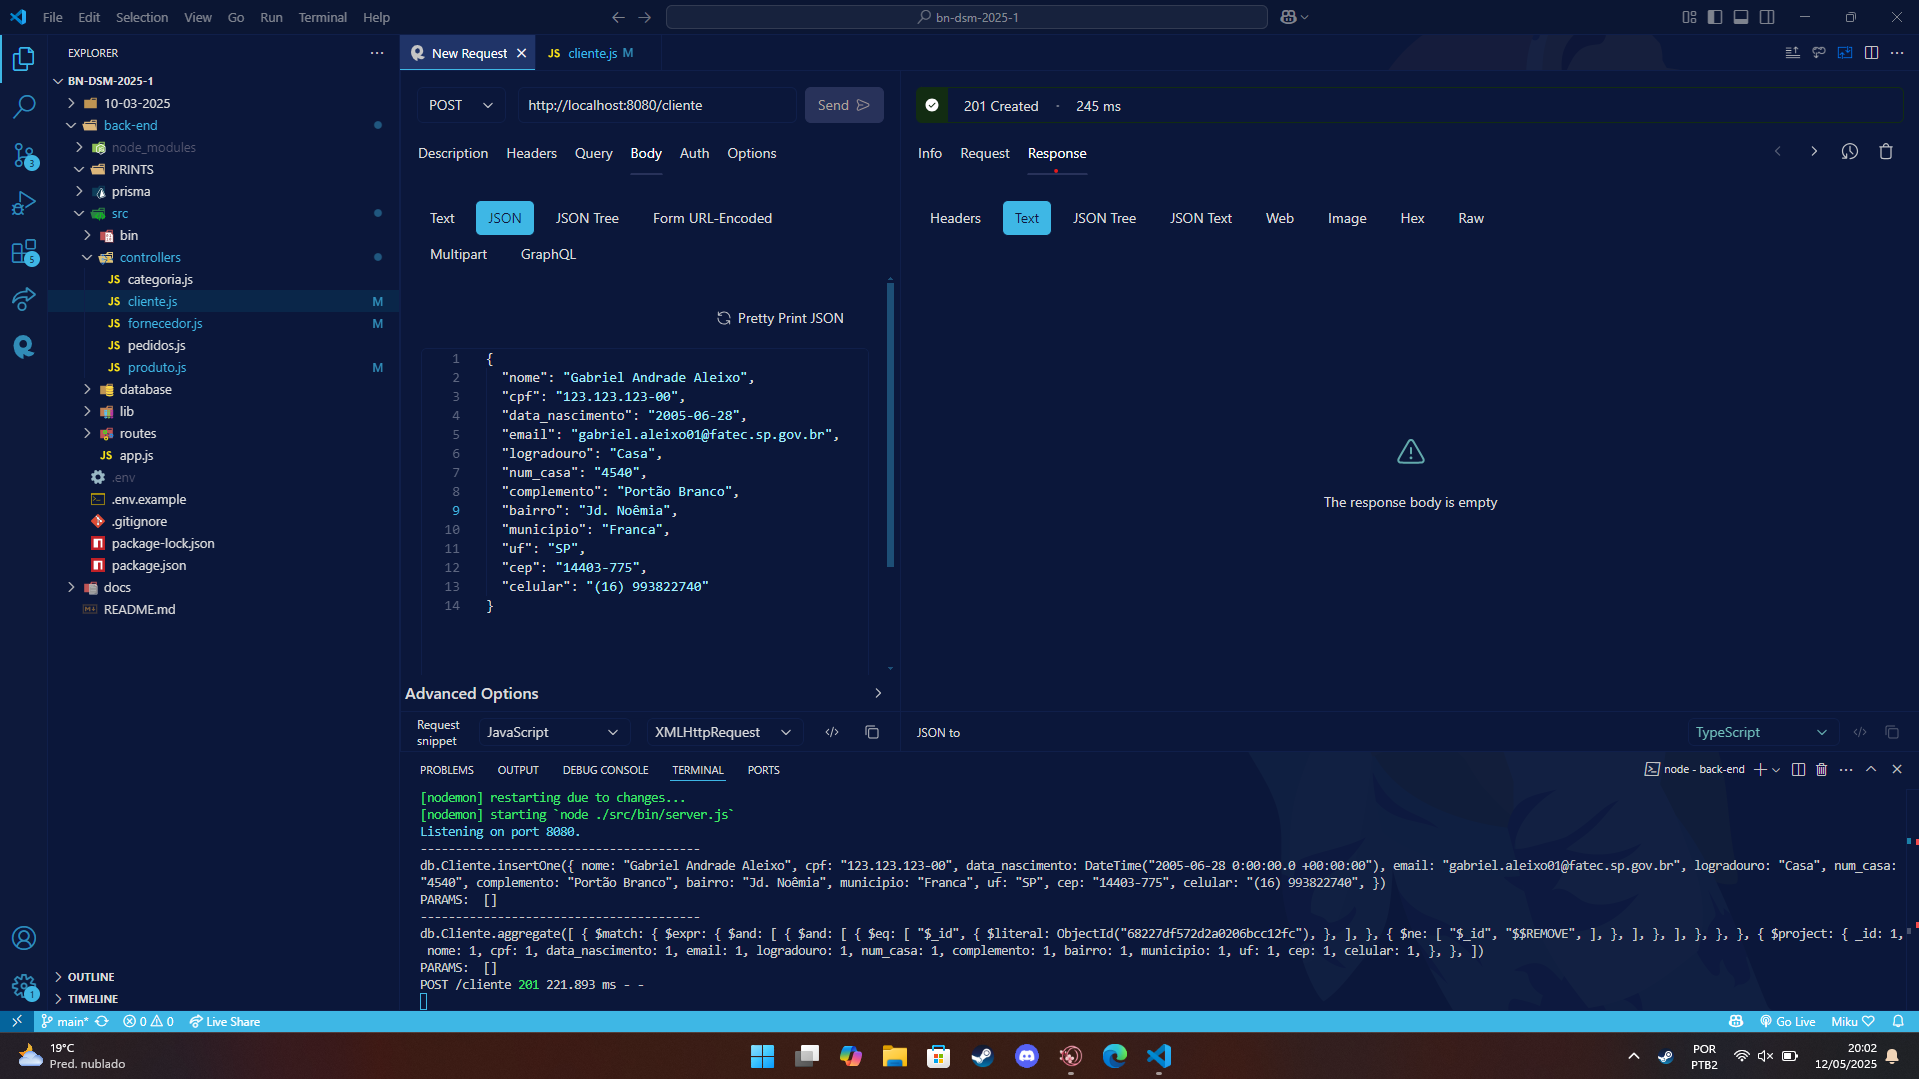 File Edit Selection View Go Run Terminal Help
bn-dsm-2025-1
EXPLORER
BN-DSM-2025-1
10-03-2025
back-end
node_modules
PRINTS
prisma
src
bin
controllers
JS categoria.js
JS cliente.js M
JS fornecedor.js M
JS pedidos.js
JS produto.js M
database
lib
routes
JS app.js
.env
.env.example
.gitignore
package-lock.json
package.json
docs
README.md
OUTLINE
TIMELINE
3
5
1
New Request
JS cliente.js M
POST
http://localhost:8080/cliente
Send
Description Headers Query Body Auth Options
Text JSON JSON Tree Form URL-Encoded
Multipart GraphQL
Pretty Print JSON
1 {
2 "nome": "Gabriel Andrade Aleixo",
3 "cpf": "123.123.123-00",
4 "data_nascimento": "2005-06-28",
5 "email": "gabriel.aleixo01@fatec.sp.gov.br",
6 "logradouro": "Casa",
7 "num_casa": "4540",
8 "complemento": "Portão Branco",
9 "bairro": "Jd. Noêmia",
10 "municipio": "Franca",
11 "uf": "SP",
12 "cep": "14403-775",
13 "celular": "(16) 993822740"
14 }
Advanced Options
Request
snippet
JavaScript
XMLHttpRequest
201 Created · 245 ms
Info Request Response
Headers Text JSON Tree JSON Text Web Image Hex Raw
The response body is empty
JSON to
TypeScript
PROBLEMS OUTPUT DEBUG CONSOLE TERMINAL PORTS
node - back-end
[nodemon] restarting due to changes...
[nodemon] starting `node ./src/bin/server.js`
Listening on port 8080.
----------------------------------------
db.Cliente.insertOne({ nome: "Gabriel Andrade Aleixo", cpf: "123.123.123-00", data_nascimento: DateTime("2005-06-28 0:00:00.0 +00:00:00"), email: "gabriel.aleixo01@fatec.sp.gov.br", logradouro: "Casa", num_casa:
"4540", complemento: "Portão Branco", bairro: "Jd. Noêmia", municipio: "Franca", uf: "SP", cep: "14403-775", celular: "(16) 993822740", })
PARAMS: []
----------------------------------------
db.Cliente.aggregate([ { $match: { $expr: { $and: [ { $and: [ { $eq: [ "$_id", { $literal: ObjectId("68227df572d2a0206bcc12fc"), }, ], }, { $ne: [ "$_id", "$$REMOVE", ], }, ], }, ], }, }, }, { $project: { _id: 1,
nome: 1, cpf: 1, data_nascimento: 1, email: 1, logradouro: 1, num_casa: 1, complemento: 1, bairro: 1, municipio: 1, uf: 1, cep: 1, celular: 1, }, }, ])
PARAMS: []
POST /cliente 201 221.893 ms - -
main* 0 0 Live Share
Go Live Miku
19°C
Pred. nublado
POR
PTB2
20:02
12/05/2025